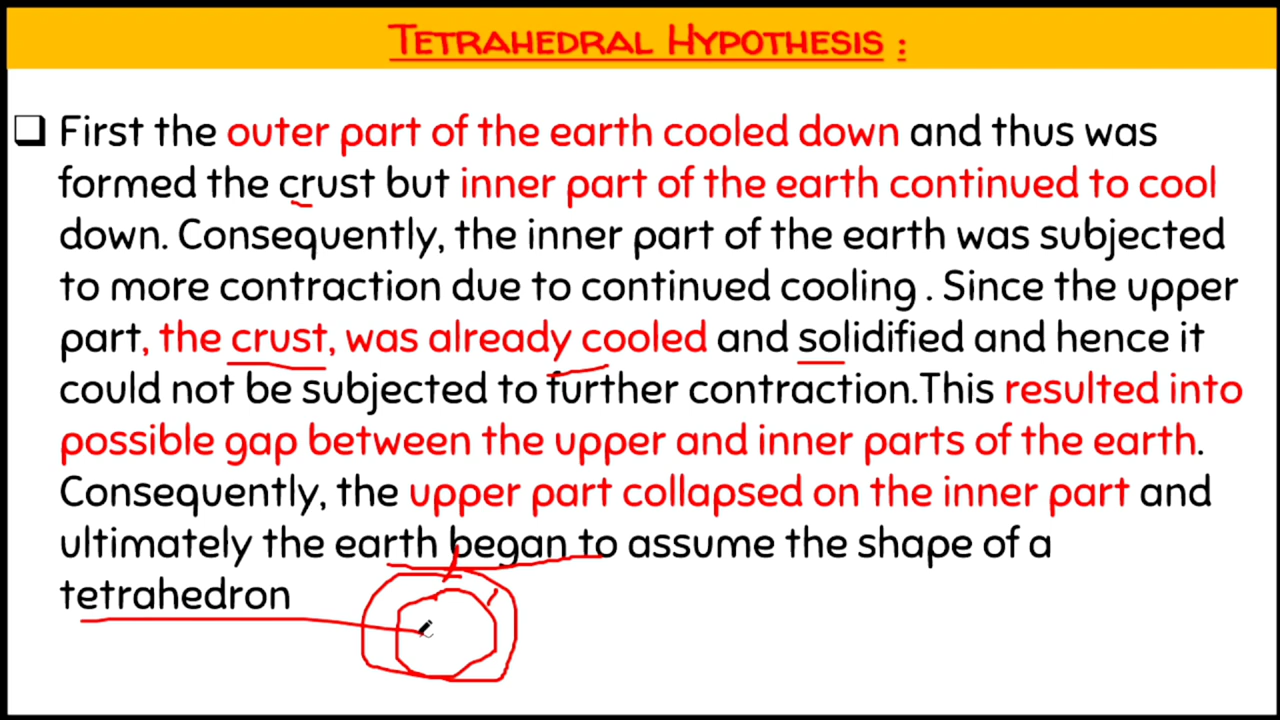 TETRAHEDRAL HYPOTHESIS :
❑ First the outer part of the earth cooled down and thus was
formed the crust but inner part of the earth continued to cool
down. Consequently, the inner part of the earth was subjected
to more contraction due to continued cooling . Since the upper
part, the crust, was already cooled and solidified and hence it
could not be subjected to further contraction.This resulted into
possible gap between the upper and inner parts of the earth.
Consequently, the upper part collapsed on the inner part and
ultimately the earth began to assume the shape of a
tetrahedron